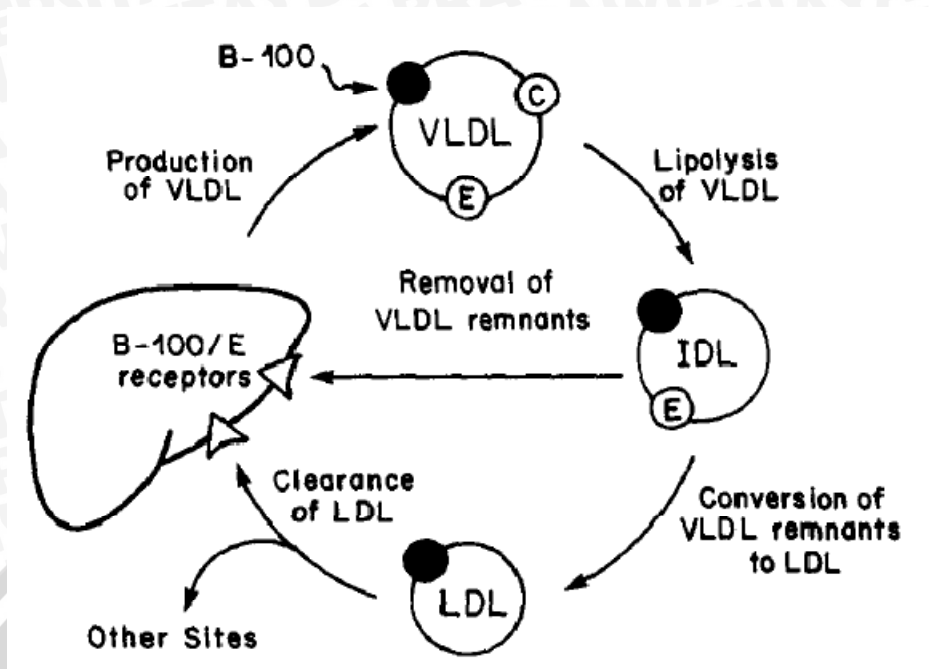 B-100
C
VLDL
E
Production
of VLDL
Lipolysis
of VLDL
Removal of
VLDL remnants
B-100/E
receptors
IDL
E
Clearance
of LDL
Conversion of
VLDL remnants
to LDL
LDL
Other Sites